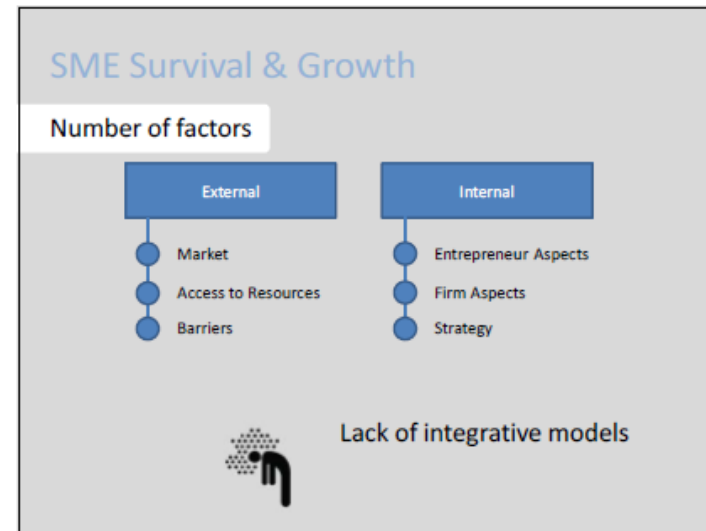 SME Survival & Growth
Number of factors
External
Market
Access to Resources
Barriers
Internal
Entrepreneur Aspects
Firm Aspects
Strategy
Lack of integrative models